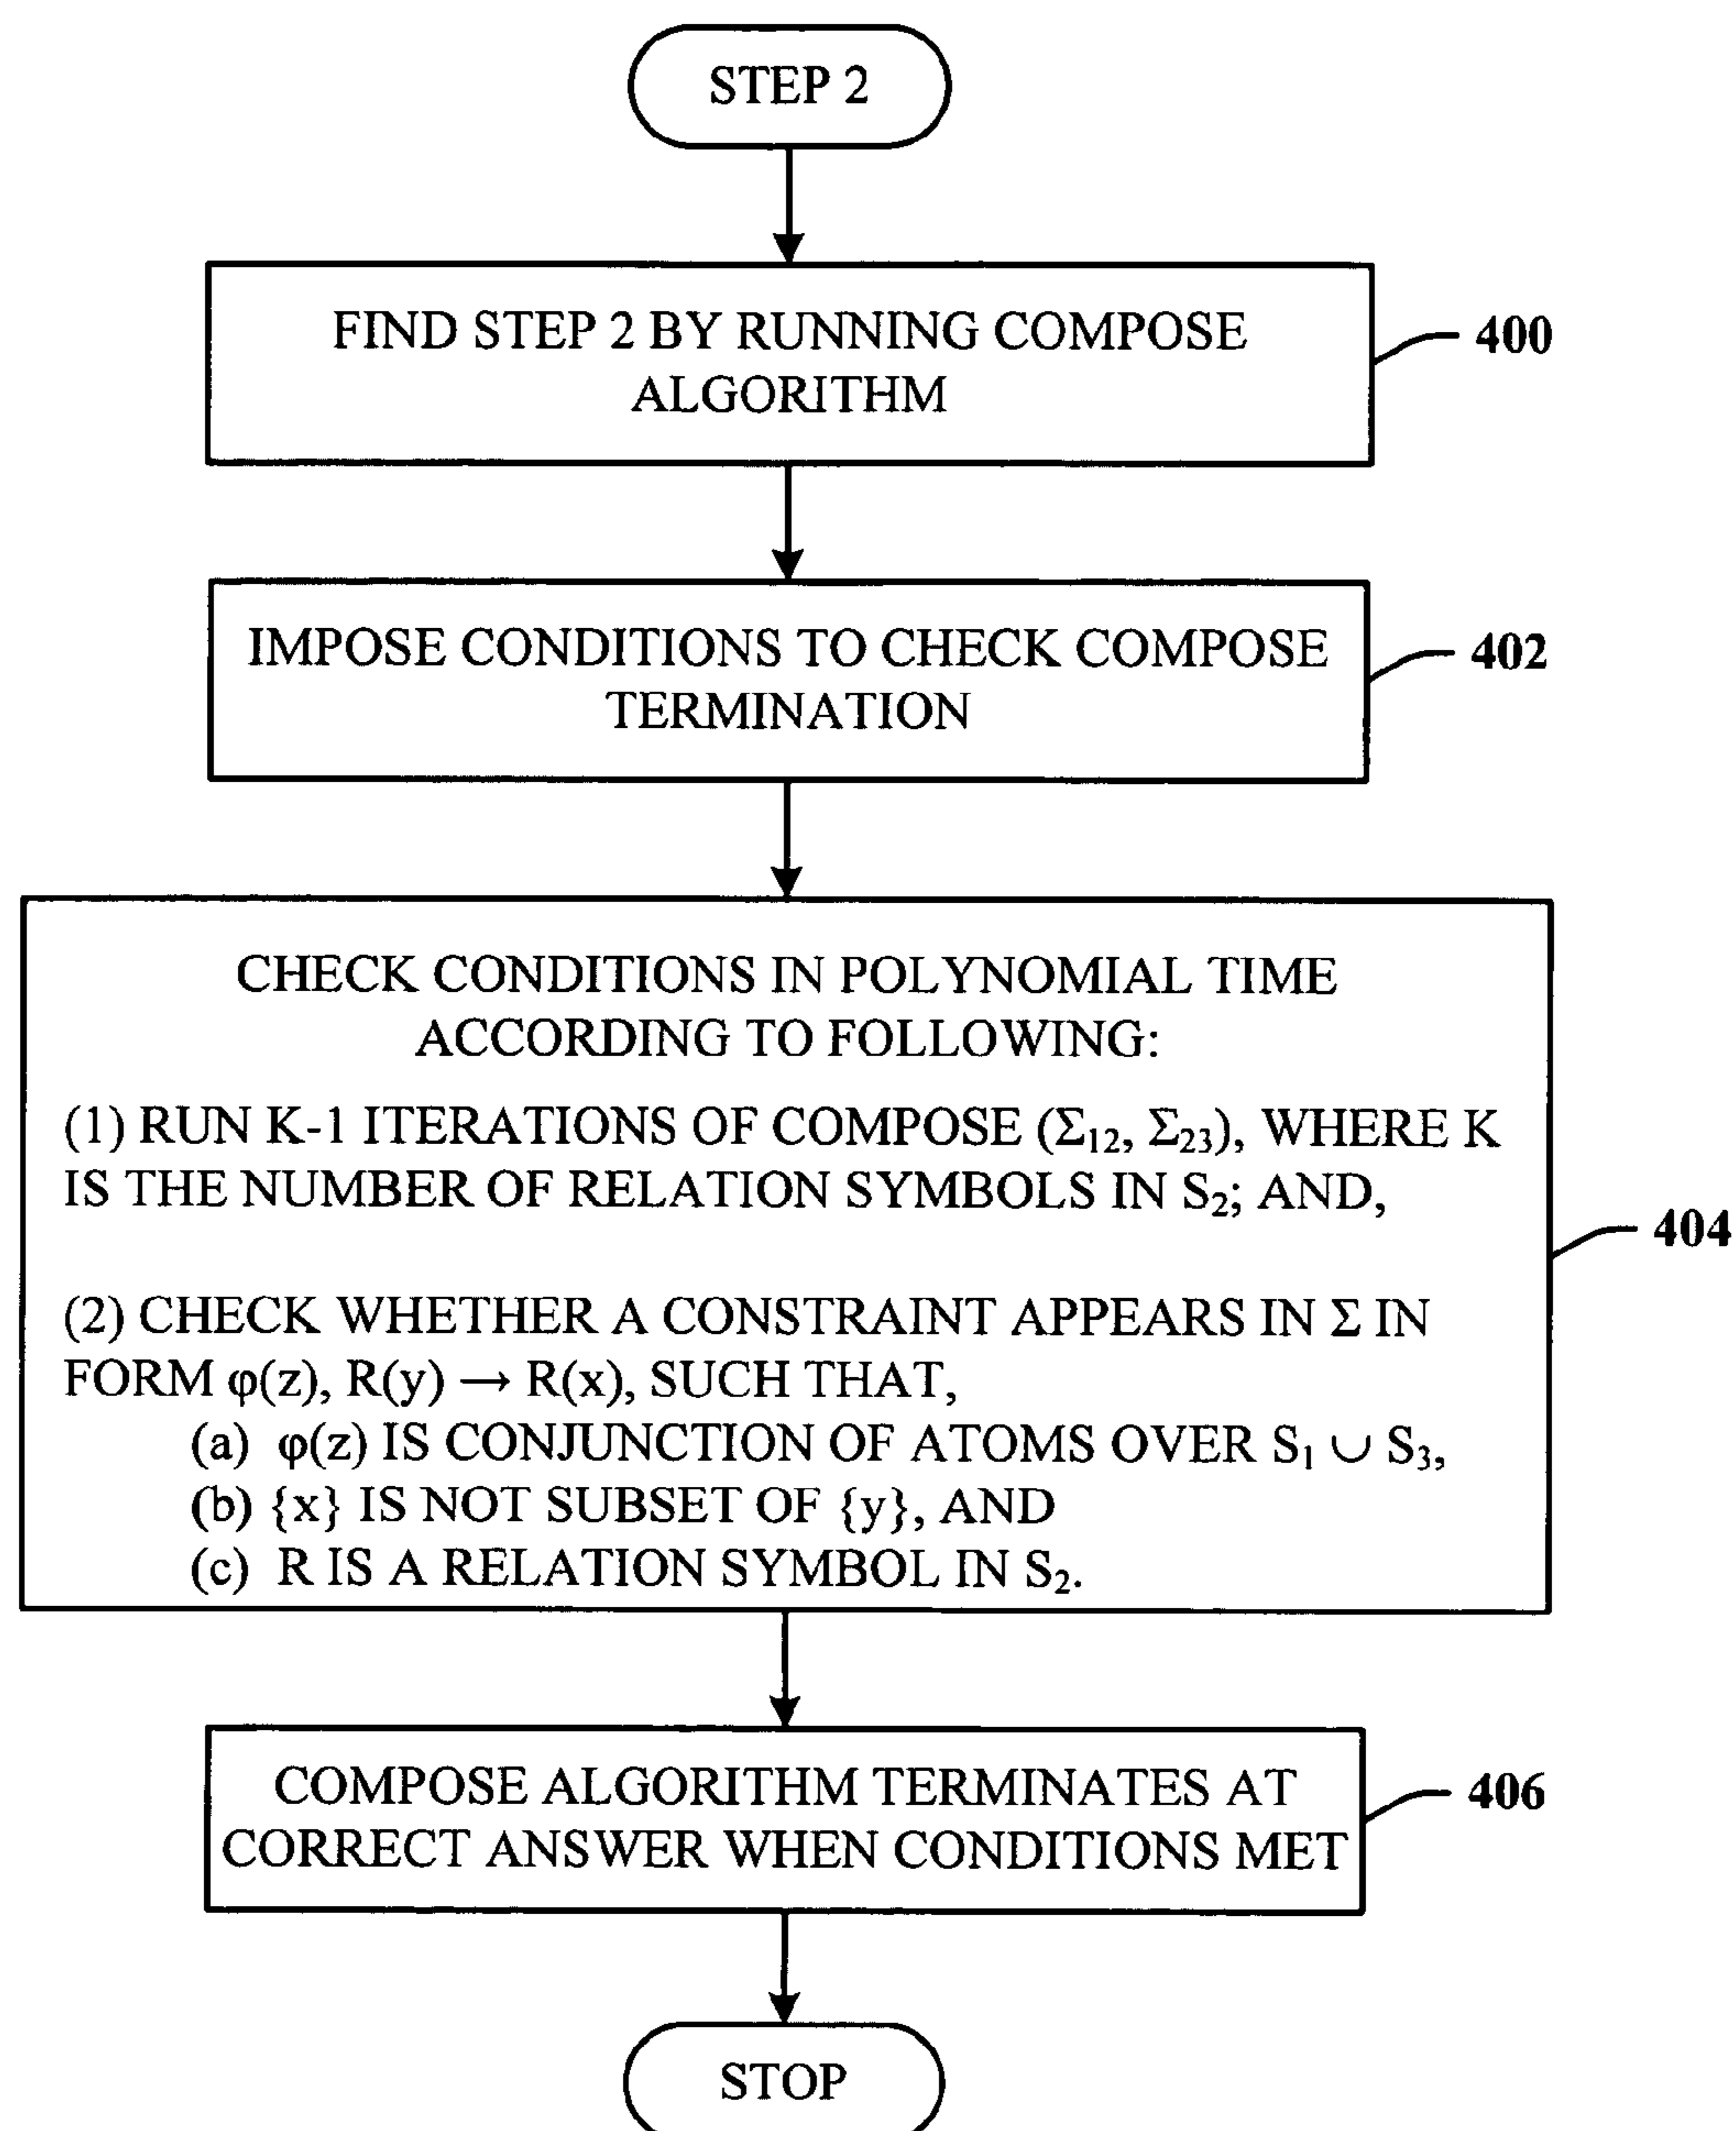 STEP 2
FIND STEP 2 BY RUNNING COMPOSE
ALGORITHM
400
IMPOSE CONDITIONS TO CHECK COMPOSE
TERMINATION
402
CHECK CONDITIONS IN POLYNOMIAL TIME
ACCORDING TO FOLLOWING:
(1) RUN K-1 ITERATIONS OF COMPOSE (Σ₁₂, Σ₂₃), WHERE K
IS THE NUMBER OF RELATION SYMBOLS IN S₂; AND,
(2) CHECK WHETHER A CONSTRAINT APPEARS IN Σ IN
FORM φ(z), R(y) → R(x), SUCH THAT,
(a) φ(z) IS CONJUNCTION OF ATOMS OVER S₁ ∪ S₃,
(b) {x} IS NOT SUBSET OF {y}, AND
(c) R IS A RELATION SYMBOL IN S₂.
404
COMPOSE ALGORITHM TERMINATES AT
CORRECT ANSWER WHEN CONDITIONS MET
406
STOP